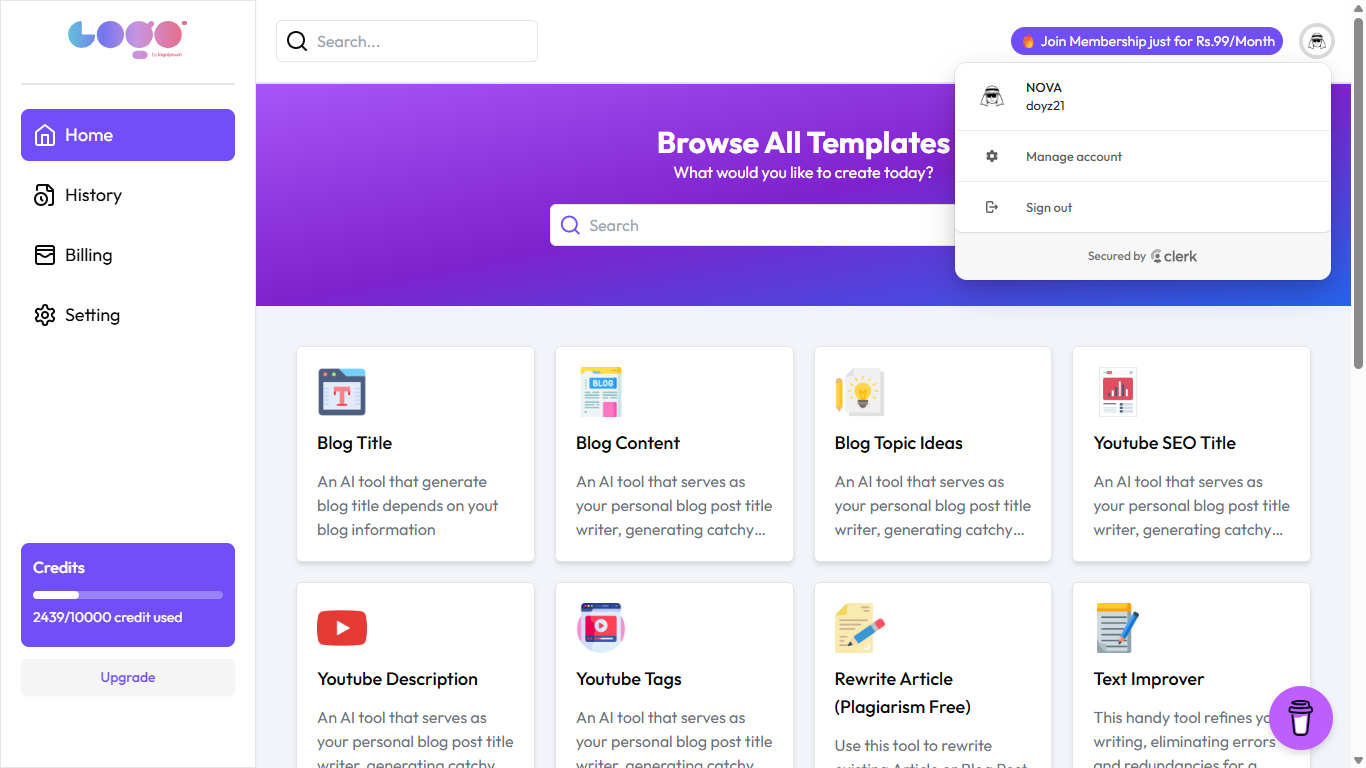 Logo
by logoipsum
Home
History
Billing
Setting
Credits
2439/10000 credit used
Upgrade
Search...
Join Membership just for Rs.99/Month
NOVA
doyz21
Manage account
Sign out
Secured by clerk
Browse All Templates
What would you like to create today?
Search
Blog Title
An AI tool that generate
blog title depends on yout
blog information
BLOG
Blog Content
An AI tool that serves as
your personal blog post title
writer, generating catchy...
Blog Topic Ideas
An AI tool that serves as
your personal blog post title
writer, generating catchy...
Youtube SEO Title
An AI tool that serves as
your personal blog post title
writer, generating catchy...
Youtube Description
An AI tool that serves as
your personal blog post title
writer, generating catchy
Youtube Tags
An AI tool that serves as
your personal blog post title
writer, generating catchy
Rewrite Article
(Plagiarism Free)
Use this tool to rewrite
existing Article or Blog Post
Text Improver
This handy tool refines yo
writing, eliminating errors
and redundancies for a